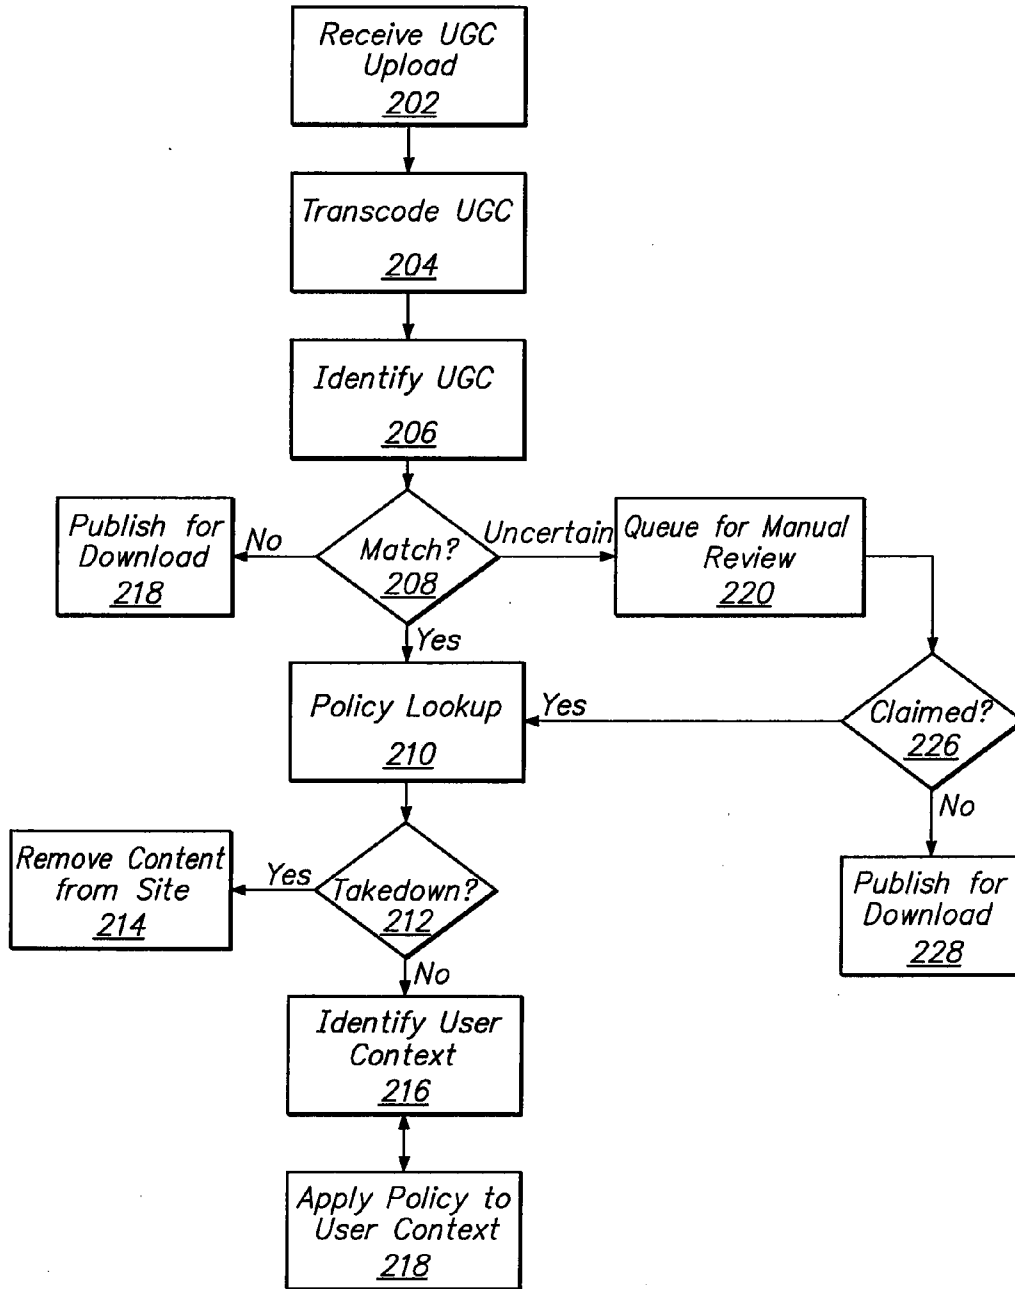 Receive UGC
Upload
202
Transcode UGC
204
Identify UGC
206
Publish for
Download
218
No
Match?
208
Uncertain
Queue for Manual
Review
220
Yes
Policy Lookup
210
Yes
Claimed?
226
No
Remove Content
from Site
214
Yes
Takedown?
212
Publish for
Download
228
No
Identify User
Context
216
Apply Policy to
User Context
218